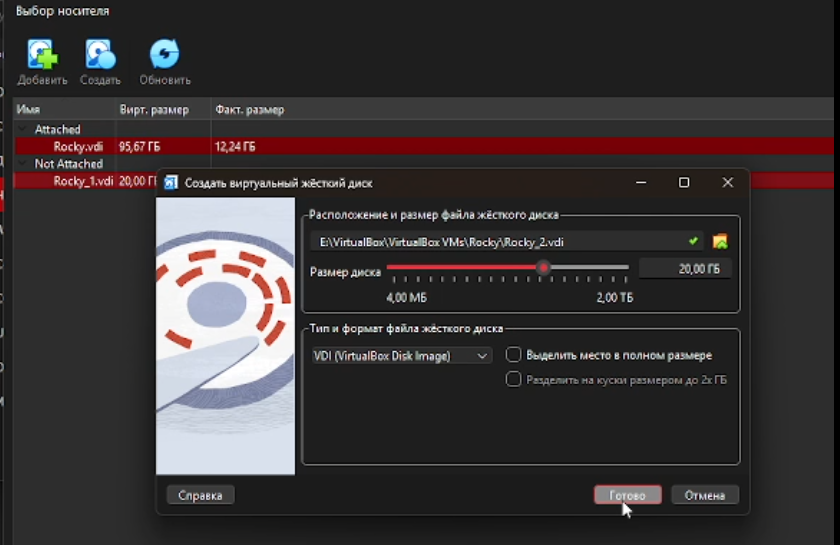 Выбор носителя
Добавить Создать Обновить
Имя Вирт. размер Факт. размер
Attached
Rocky.vdi 95,67 ГБ 12,24 ГБ
Not Attached
Rocky_1.vdi 20,00 ГБ
Создать виртуальный жёсткий диск
Расположение и размер файла жёсткого диска
E:\VirtualBox\VirtualBox VMs\Rocky\Rocky_2.vdi
Размер диска 20,00 ГБ
4,00 МБ 2,00 ТБ
Тип и формат файла жёсткого диска
VDI (VirtualBox Disk Image) Выделить место в полном размере
Разделить на куски размером до 2х ГБ
Справка Готово Отмена